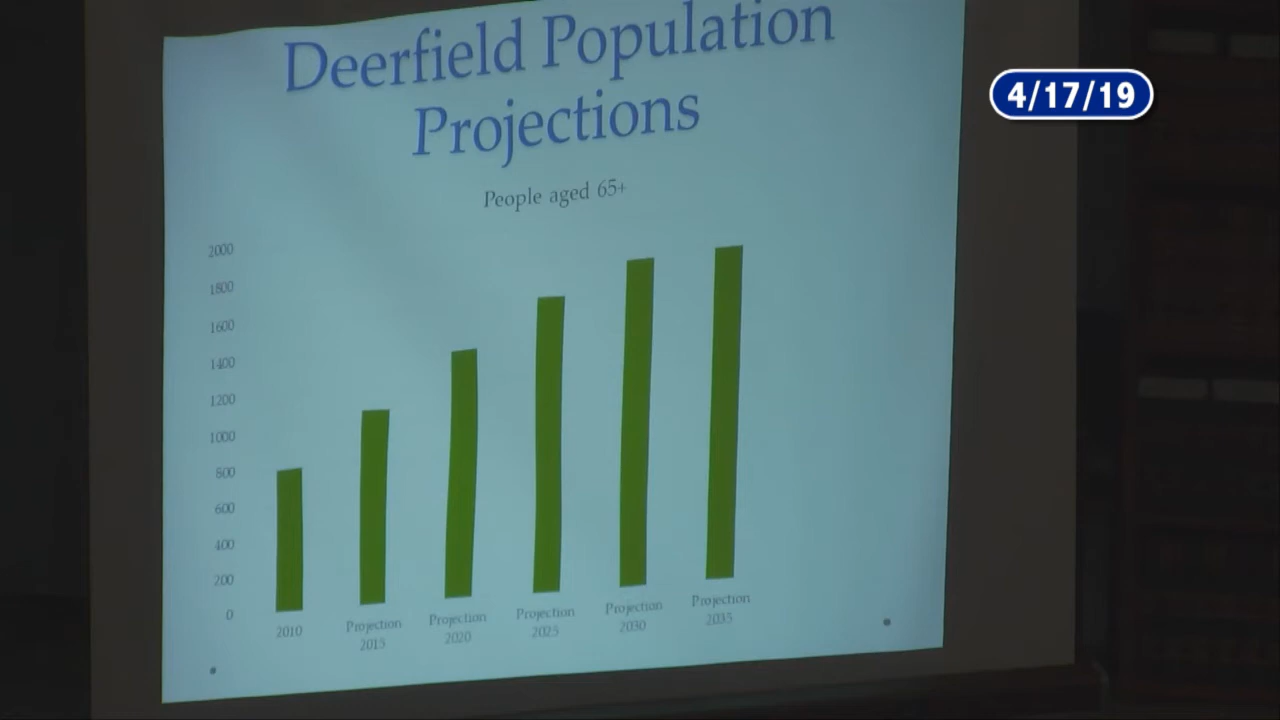 Deerfield Population
Projections
4/17/19
People aged 65+
2000
1800
1600
1400
1200
1000
800
600
400
200
0
2010
Projection
2015
Projection
2020
Projection
2025
Projection
2030
Projection
2035